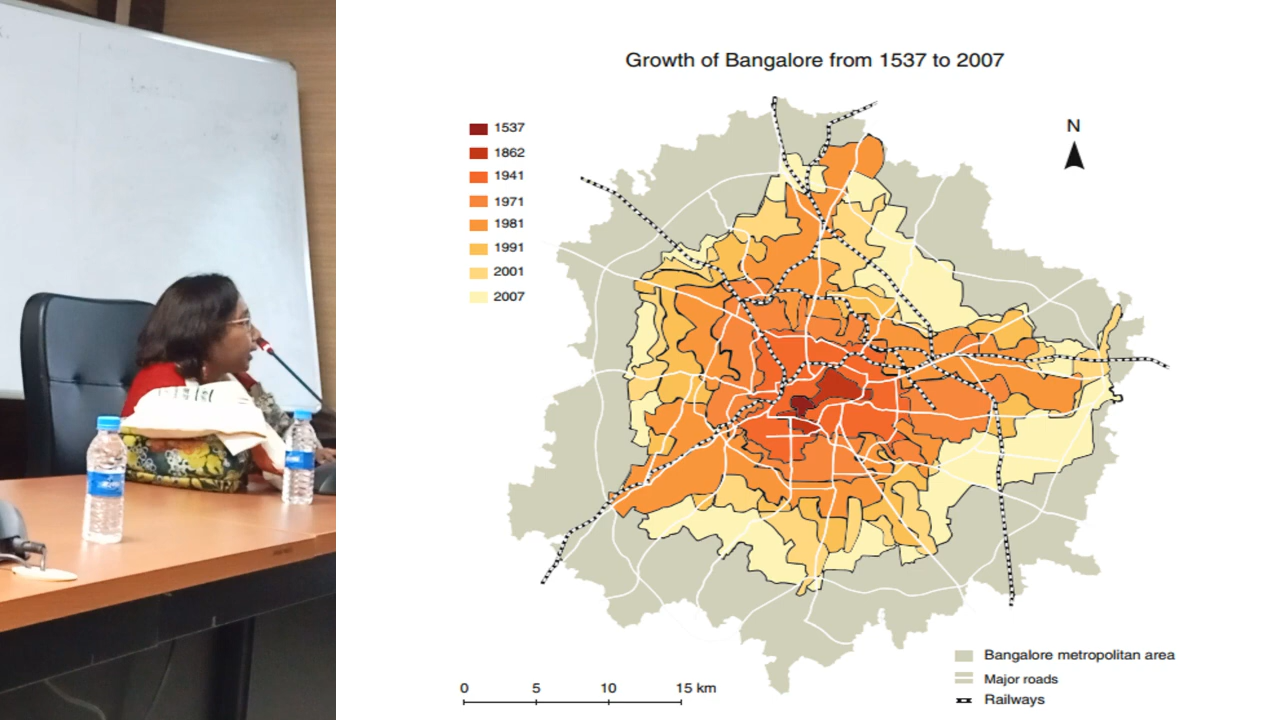 Growth of Bangalore from 1537 to 2007
1537
1862
1941
1971
1981
1991
2001
2007
N
0 5 10 15 km
Bangalore metropolitan area
Major roads
Railways